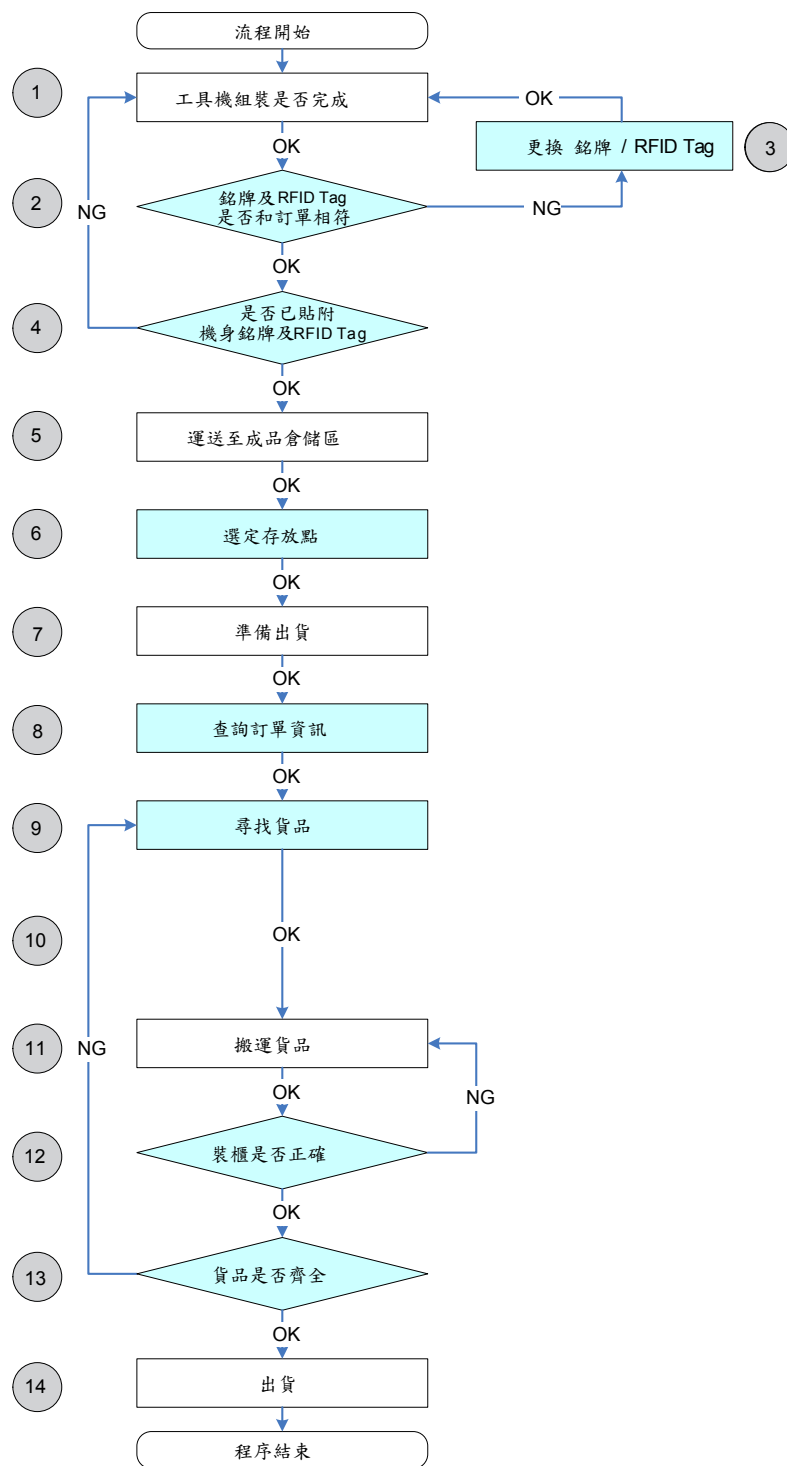 流程開始
1
工具機組裝是否完成
OK
OK
更換 銘牌 / RFID Tag
3
2
銘牌及RFID Tag
是否和訂單相符
NG
NG
OK
4
是否已貼附
機身銘牌及RFID Tag
OK
5
運送至成品倉儲區
OK
6
選定存放點
OK
7
準備出貨
OK
8
查詢訂單資訊
OK
9
尋找貨品
10
OK
11
NG
搬運貨品
OK
NG
12
裝櫃是否正確
OK
13
貨品是否齊全
OK
14
出貨
程序結束